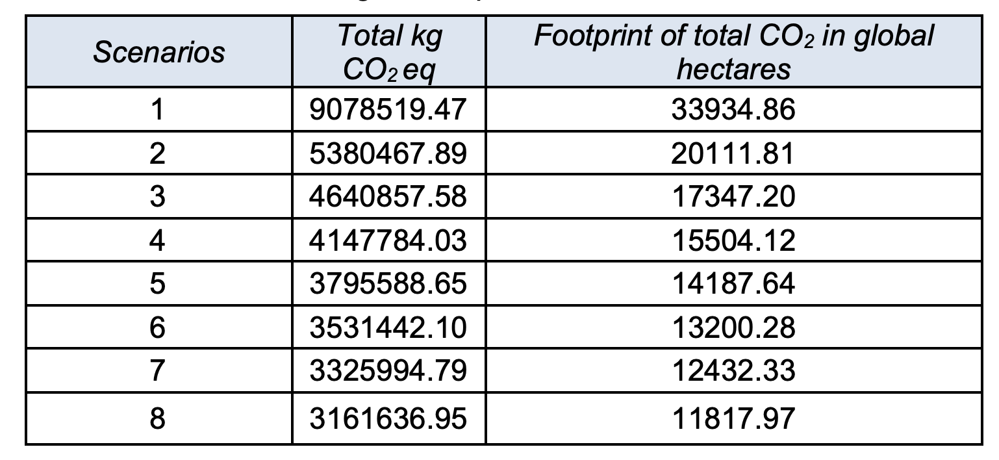 Scenarios Total kg CO2 eq Footprint of total CO2 in global hectares
1 9078519.47 33934.86
2 5380467.89 20111.81
3 4640857.58 17347.20
4 4147784.03 15504.12
5 3795588.65 14187.64
6 3531442.10 13200.28
7 3325994.79 12432.33
8 3161636.95 11817.97